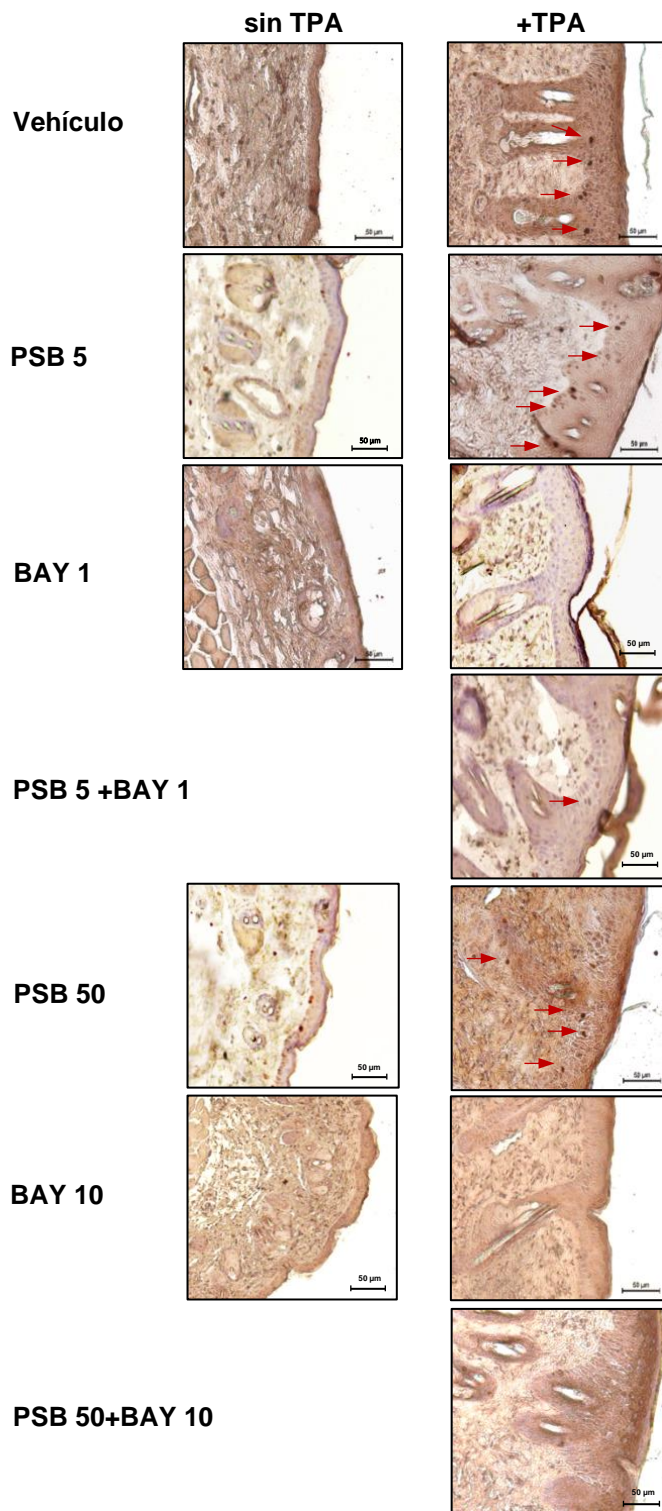 sin TPA +TPA
Vehículo
50 µm 50 µm
PSB 5
50 µm 50 µm
BAY 1
50 µm 50 µm
PSB 5 +BAY 1
50 µm
PSB 50
50 µm 50 µm
BAY 10
50 µm 50 µm
PSB 50+BAY 10
50 µm